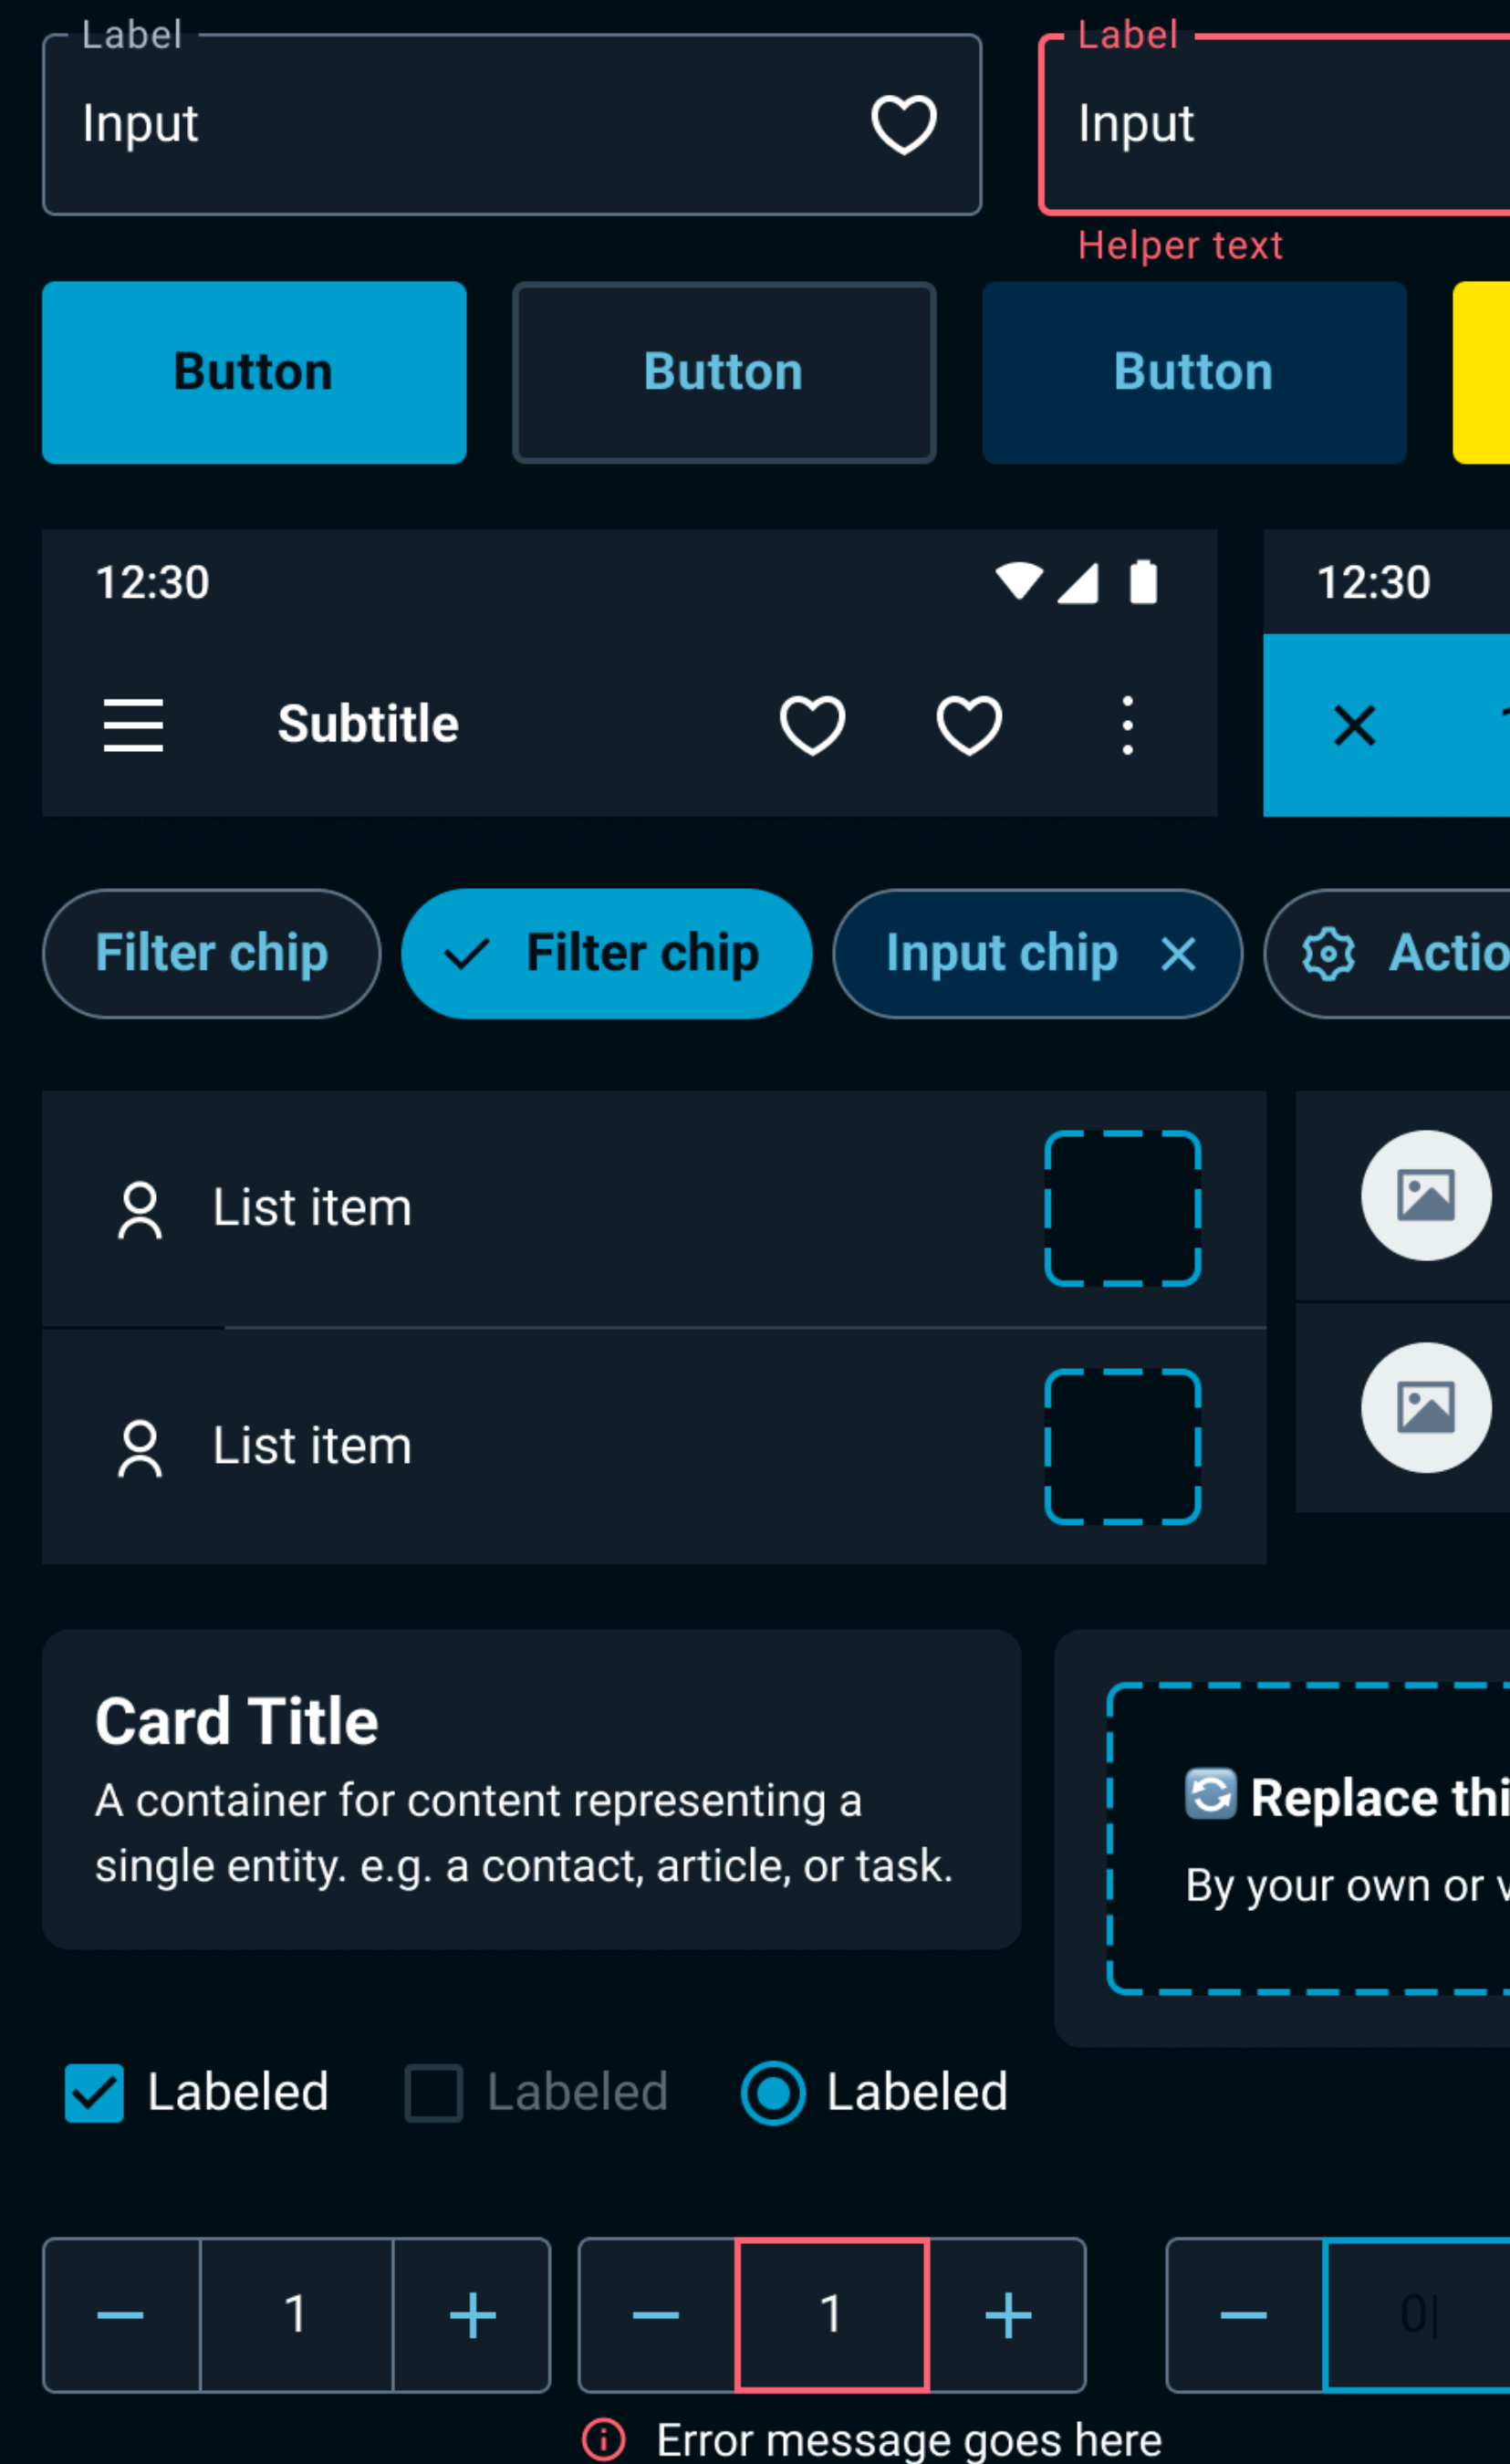 Label
Label
Input
Input
Helper text
Button
Button
Button
12:30
12:30
Subtitle
Filter chip
Filter chip
Input chip
List item
List item
Card Title
A container for content representing a
single entity. e.g. a contact, article, or task.
Replace
By your own or
Labeled
Labeled
Labeled
1
1
0
Error message goes here